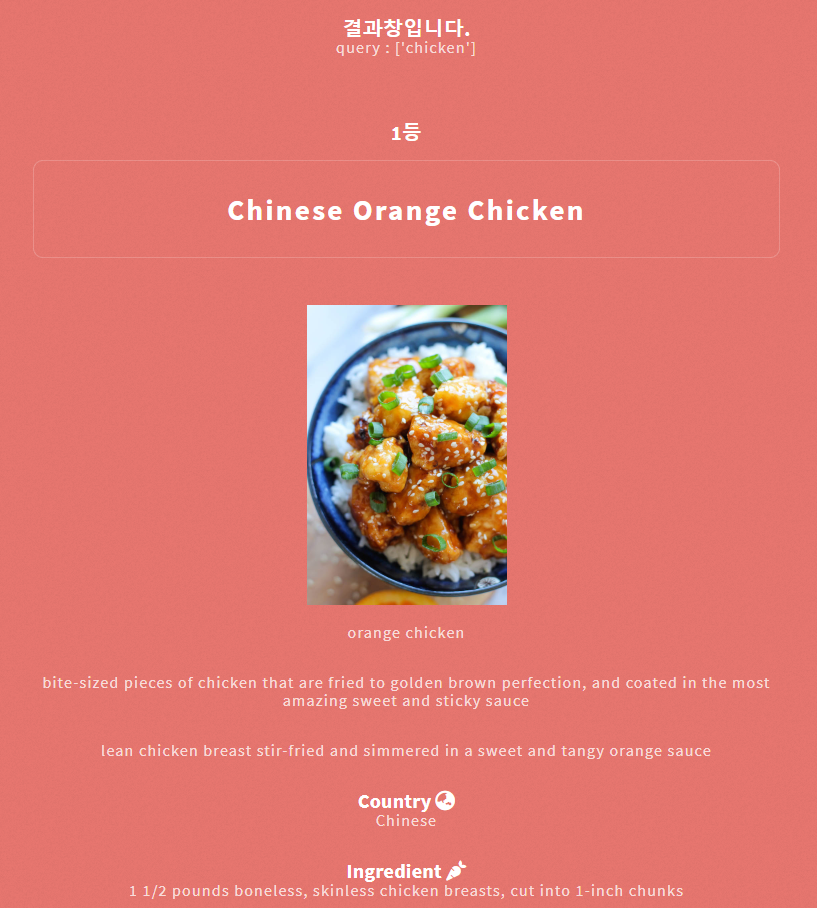 결과창입니다.
query : ['chicken']
1등
Chinese Orange Chicken
orange chicken
bite-sized pieces of chicken that are fried to golden brown perfection, and coated in the most
amazing sweet and sticky sauce
lean chicken breast stir-fried and simmered in a sweet and tangy orange sauce
Country
Chinese
Ingredient
1 1/2 pounds boneless, skinless chicken breasts, cut into 1-inch chunks